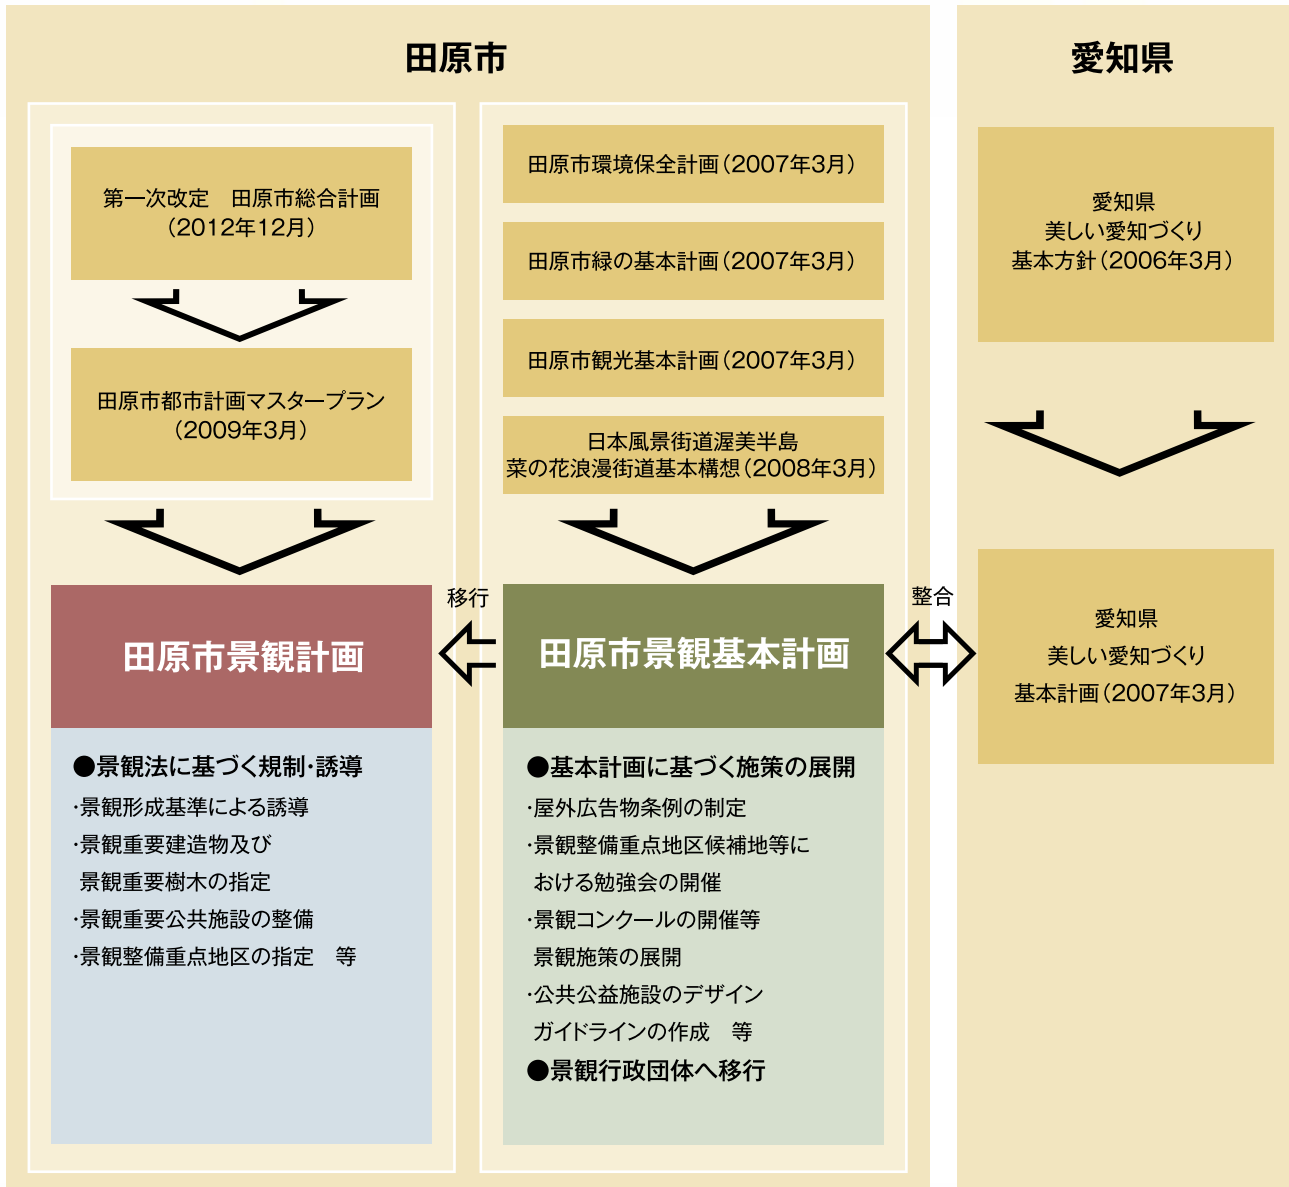 田原市
第一次改定　田原市総合計画
（2012年12月）
田原市都市計画マスタープラン
（2009年3月）
田原市景観計画
●景観法に基づく規制・誘導
・景観形成基準による誘導
・景観重要建造物及び
景観重要樹木の指定
・景観重要公共施設の整備
・景観整備重点地区の指定　等
移行
田原市環境保全計画（2007年3月）
田原市緑の基本計画（2007年3月）
田原市観光基本計画（2007年3月）
日本風景街道渥美半島
菜の花浪漫街道基本構想（2008年3月）
田原市景観基本計画
●基本計画に基づく施策の展開
・屋外広告物条例の制定
・景観整備重点地区候補地等に
おける勉強会の開催
・景観コンクールの開催等
景観施策の展開
・公共公益施設のデザイン
ガイドラインの作成　等
●景観行政団体へ移行
整合
愛知県
愛知県
美しい愛知づくり
基本方針（2006年3月）
愛知県
美しい愛知づくり
基本計画（2007年3月）